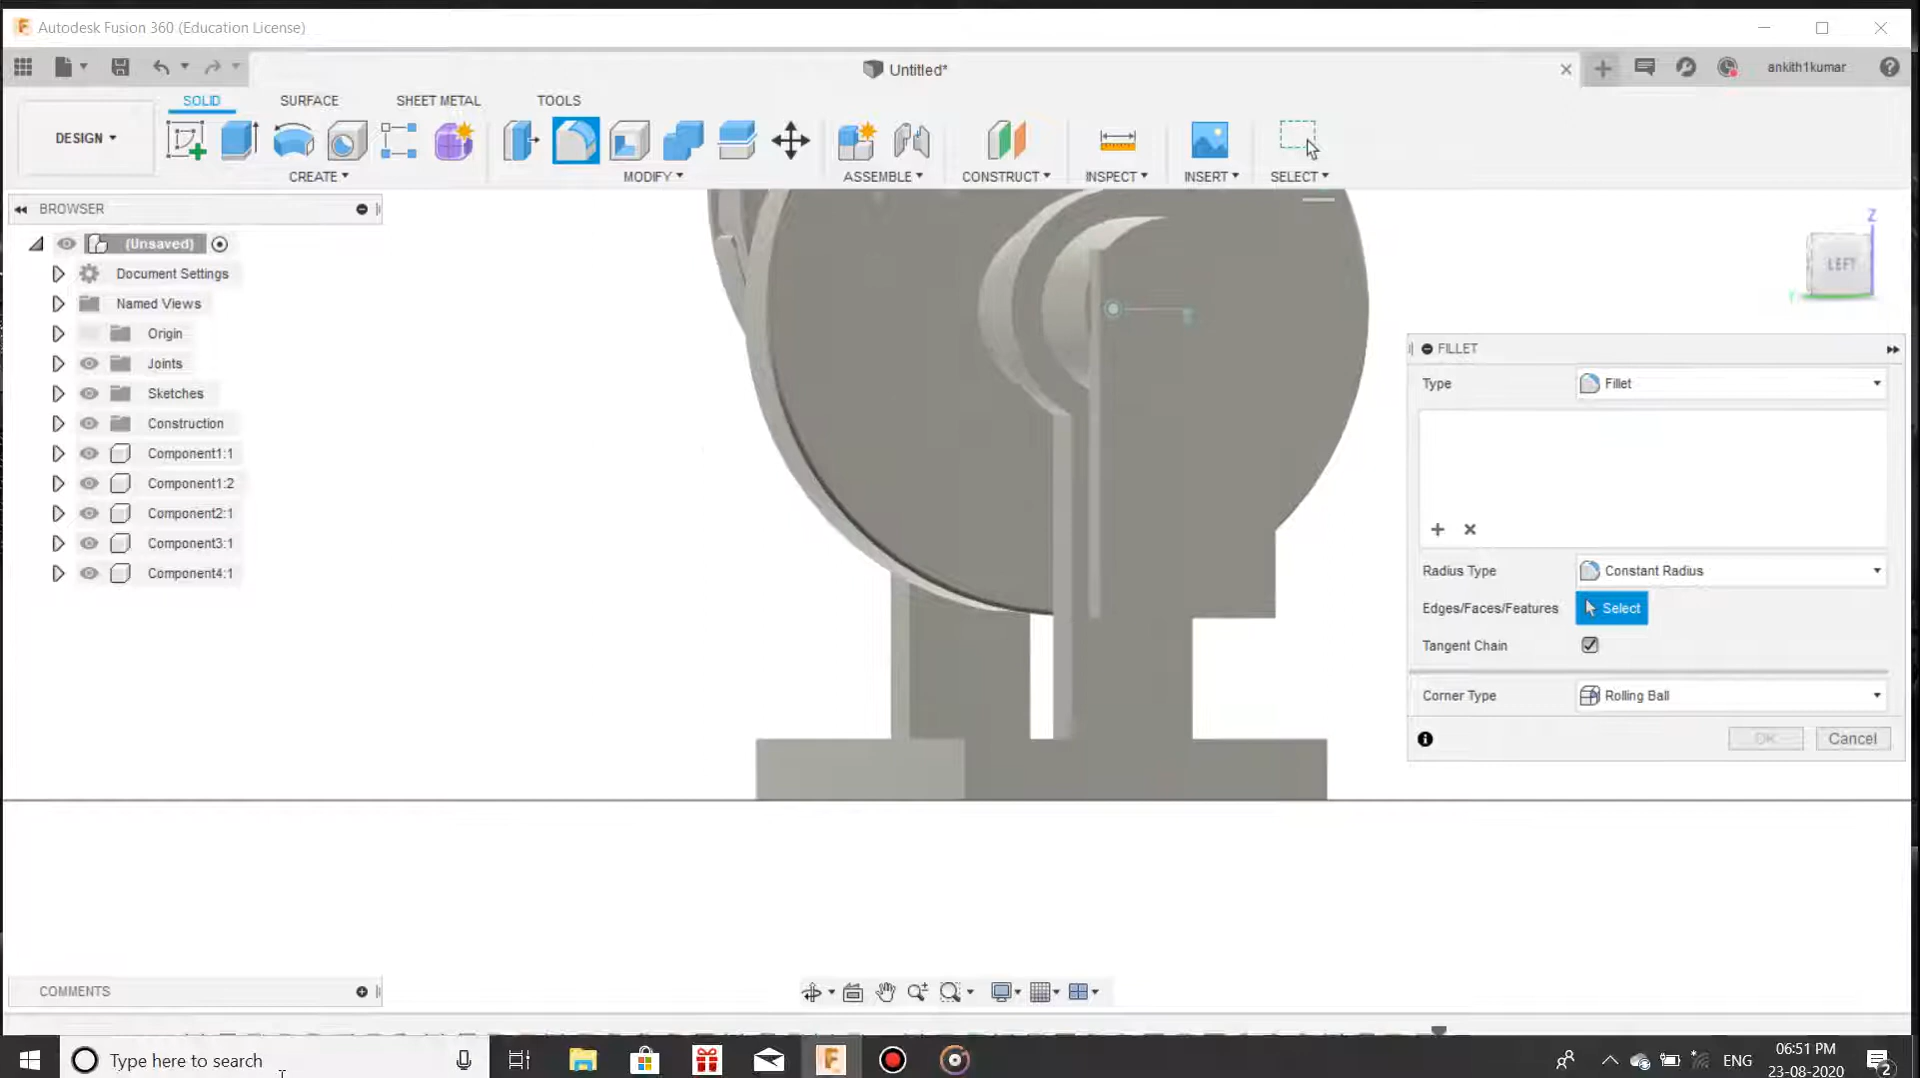 Autodesk Fusion 360 (Education License)
Untitled*
ankith1kumar
SOLID
SURFACE
SHEET METAL
TOOLS
DESIGN
CREATE
MODIFY
ASSEMBLE
CONSTRUCT
INSPECT
INSERT
SELECT
BROWSER
(Unsaved)
Document Settings
Named Views
Origin
Joints
Sketches
Construction
Component1:1
Component1:2
Component2:1
Component3:1
Component4:1
Z
LEFT
Y
FILLET
Type
Fillet
Radius Type
Constant Radius
Edges/Faces/Features
Select
Tangent Chain
Corner Type
Rolling Ball
OK
Cancel
COMMENTS
Type here to search
ENG
06:51 PM
23-08-2020
2